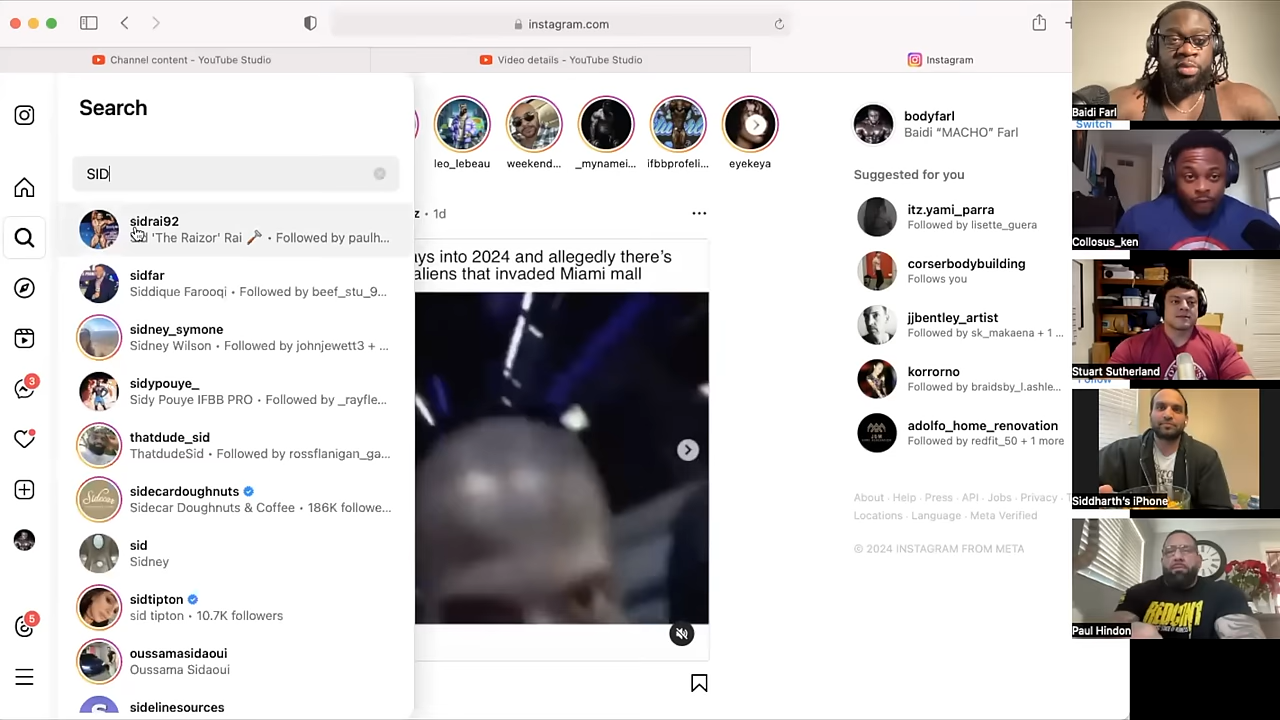 instagram.com
Channel content - YouTube Studio
Video details - YouTube Studio
Instagram
Search
SID
sidrai92
'The Raizor' Rai 🔨 • Followed by paulh...
sidfar
Siddique Farooqi • Followed by beef_stu_9...
sidney_symone
Sidney Wilson • Followed by johnjewett3 + ...
sidypouye_
Sidy Pouye IFBB PRO • Followed by _rayfle...
thatdude_sid
ThatdudeSid • Followed by rossflanigan_ga...
sidecardoughnuts
Sidecar Doughnuts & Coffee • 186K followe...
sid
Sidney
sidtipton
sid tipton • 10.7K followers
oussamasidaoui
Oussama Sidaoui
sidelinesources
3
5
leo_lebeau
weekend...
_mynamei...
ifbbprofeli...
eyekeya
z • 1d
ays into 2024 and allegedly there's
aliens that invaded Miami mall
bodyfarl
Baidi “MACHO” Farl
Suggested for you
itz.yami_parra
Followed by lisette_guera
corserbodybuilding
Follows you
jjbentley_artist
Followed by sk_makaena + 1 ...
korrorno
Followed by braidsby_l.ashle...
adolfo_home_renovation
Followed by redfit_50 + 1 more
About · Help · Press · API · Jobs · Privacy ·
Locations · Language · Meta Verified
© 2024 INSTAGRAM FROM META
Baidi Farl
Switch
Collosus_ken
Stuart Sutherland
Follow
Siddharth's iPhone
Paul Hindon
REDCON1